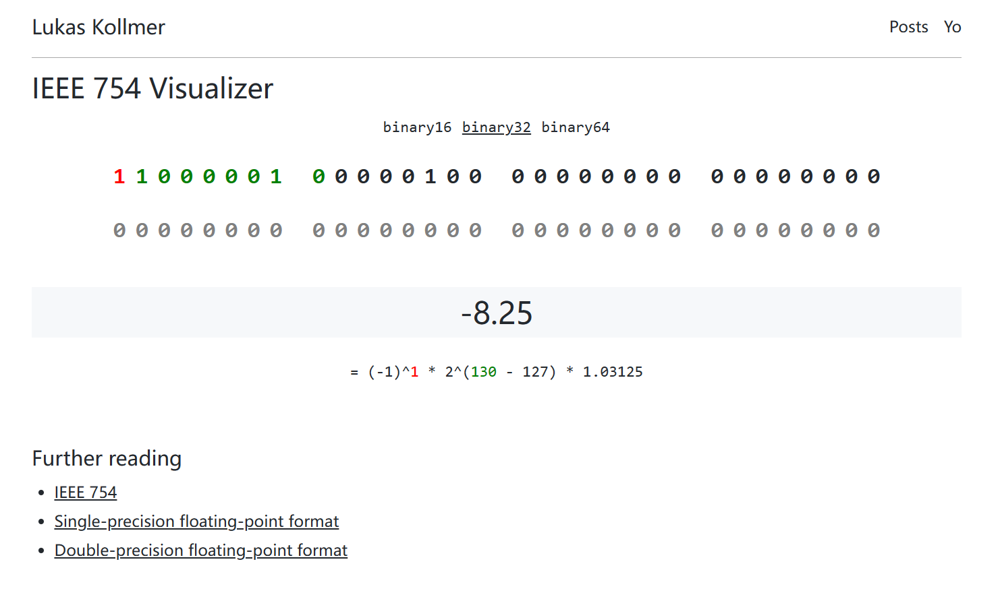 Lukas Kollmer Posts Yo
IEEE 754 Visualizer
binary16 binary32 binary64
1 1 0 0 0 0 0 1 0 0 0 0 0 1 0 0 0 0 0 0 0 0 0 0 0 0 0 0 0 0 0 0
0 0 0 0 0 0 0 0 0 0 0 0 0 0 0 0 0 0 0 0 0 0 0 0 0 0 0 0 0 0 0 0
-8.25
= (-1)^1 * 2^(130 - 127) * 1.03125
Further reading
• IEEE 754
• Single-precision floating-point format
• Double-precision floating-point format